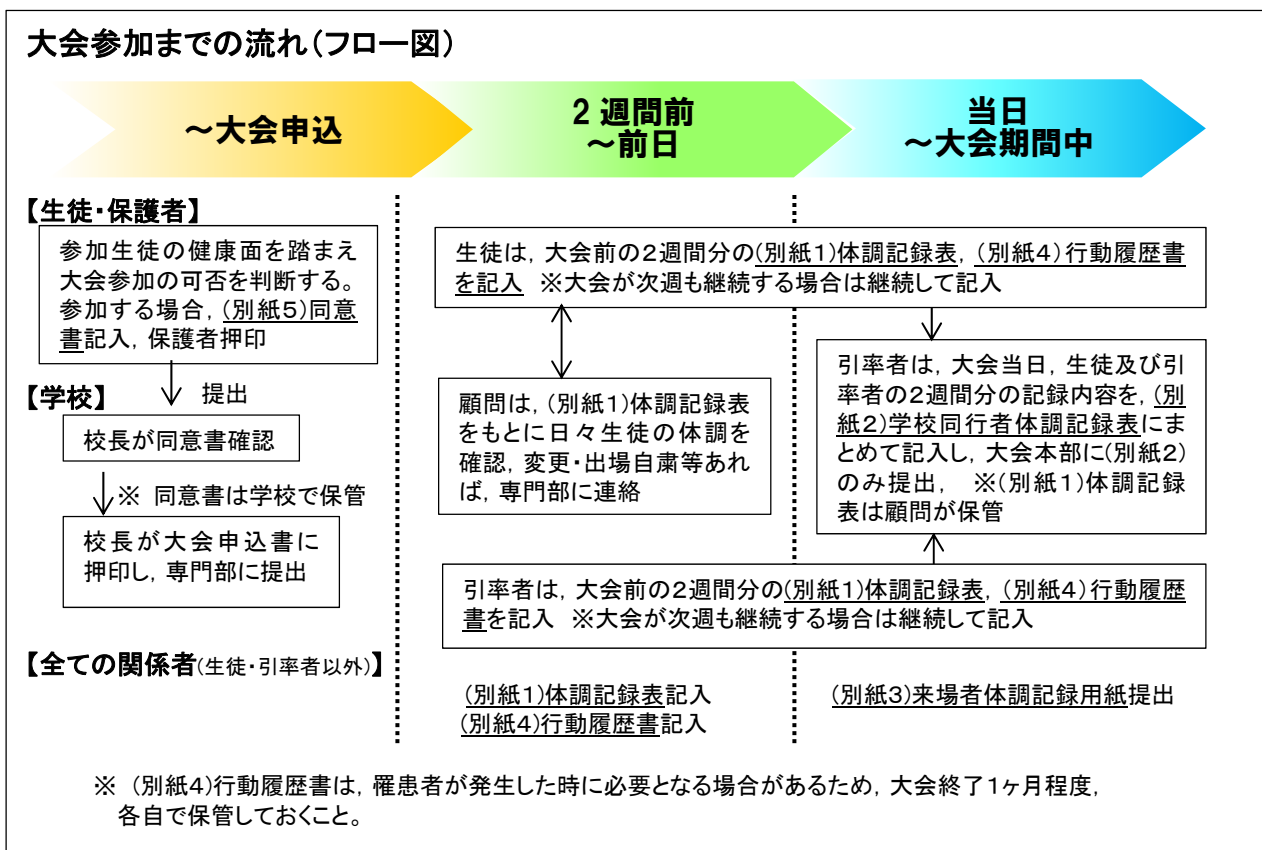 大会参加までの流れ(フロー図)
～大会申込
２週間前
～前日
当日
～大会期間中
【生徒・保護者】
参加生徒の健康面を踏まえ
大会参加の可否を判断する。
参加する場合，(別紙５)同意
書記入，保護者押印
提出
【学校】
校長が同意書確認
※ 同意書は学校で保管
校長が大会申込書に
押印し，専門部に提出
生徒は，大会前の２週間分の(別紙１)体調記録表，(別紙４)行動履歴書
を記入 ※大会が次週も継続する場合は継続して記入
顧問は，(別紙１)体調記録表
をもとに日々生徒の体調を
確認，変更・出場自粛等あれ
ば，専門部に連絡
引率者は，大会当日，生徒及び引
率者の２週間分の記録内容を，(別
紙２)学校同行者体調記録表にま
とめて記入し，大会本部に(別紙２)
のみ提出， ※(別紙１)体調記録
表は顧問が保管
引率者は，大会前の２週間分の(別紙１)体調記録表，(別紙４)行動履歴
書を記入 ※大会が次週も継続する場合は継続して記入
【全ての関係者(生徒・引率者以外)】
(別紙１)体調記録表記入
(別紙４)行動履歴書記入
(別紙３)来場者体調記録用紙提出
※ (別紙４)行動履歴書は，罹患者が発生した時に必要となる場合があるため，大会終了１ヶ月程度，
各自で保管しておくこと。